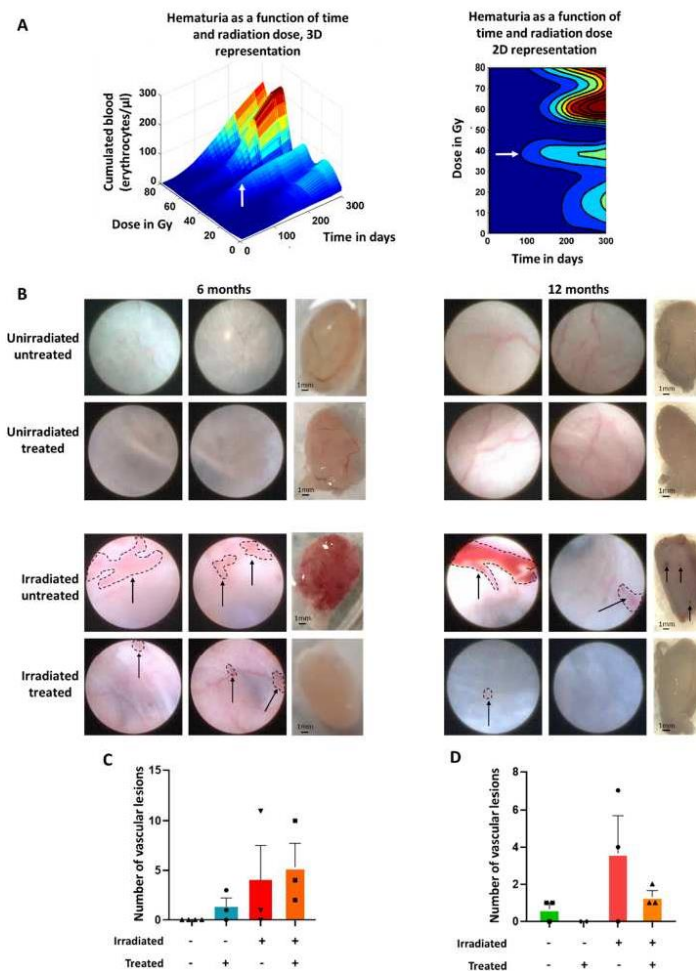 A
Hematuria as a function of time
and radiation dose, 3D
representation
Cumulated blood
(erythrocytes/µl)
300
200
100
0
80
60
40
20
0
Dose in Gy
0
100
200
300
Time in days
Hematuria as a function of
time and radiation dose
2D representation
Dose in Gy
80
70
60
50
40
30
20
10
0
0
100
200
300
Time in days
B
6 months
12 months
Unirradiated
untreated
1mm
1mm
Unirradiated
treated
1mm
1mm
Irradiated
untreated
1mm
1mm
Irradiated
treated
1mm
1mm
C
Number of vascular lesions
15
10
5
0
Irradiated - - + +
Treated - + - +
D
Number of vascular lesions
8
6
4
2
0
Irradiated - - + +
Treated - + - +